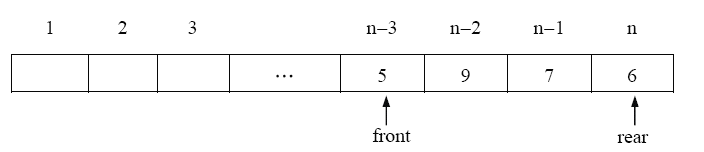 1 2 3 n–3 n–2 n–1 n
... 5 9 7 6
front rear